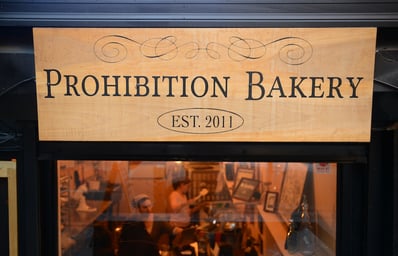 PROHIBITION BAKERY
EST. 2011